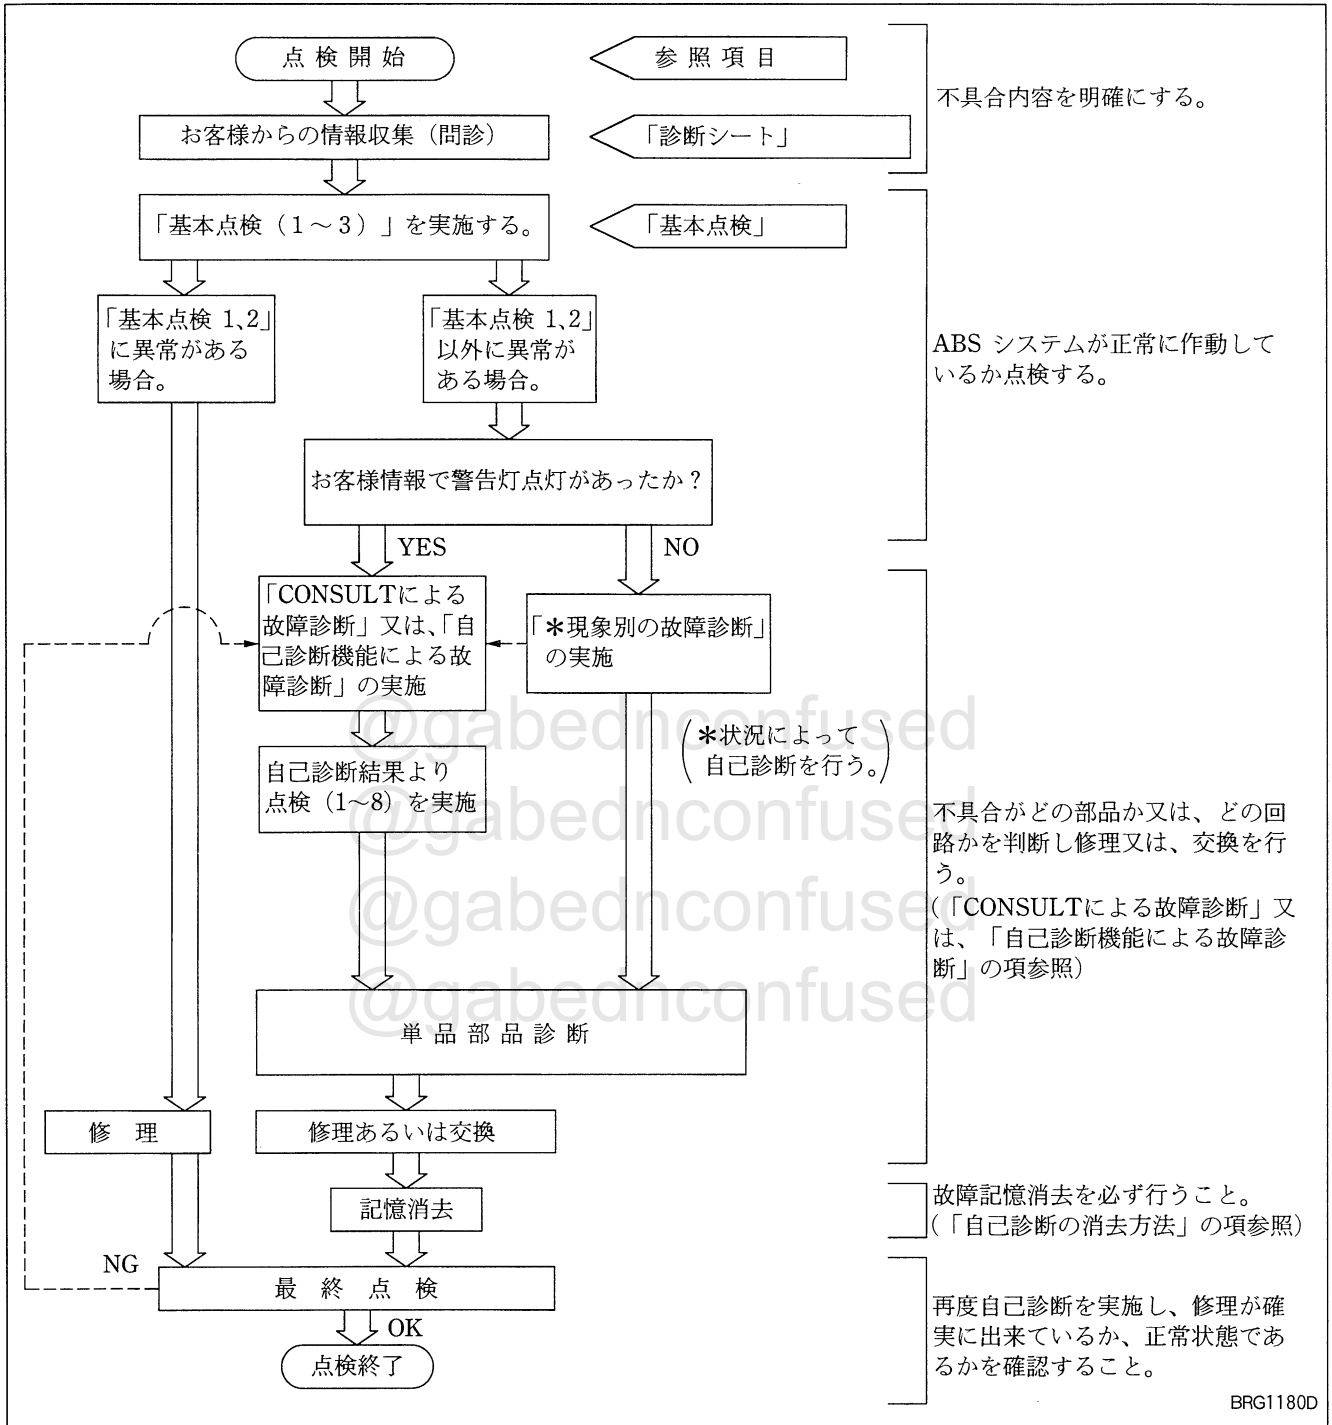 点検開始
参照項目
お客様からの情報収集（問診）
「診断シート」
不具合内容を明確にする。
「基本点検（1～3）」を実施する。
「基本点検」
「基本点検 1､2」
に異常がある
場合。
「基本点検 1､2」
以外に異常が
ある場合。
ABS システムが正常に作動して
いるか点検する。
お客様情報で警告灯点灯があったか？
YES
NO
「CONSULTによる
故障診断」又は、「自
己診断機能による故
障診断」の実施
「＊現象別の故障診断」
の実施
（＊状況によって
自己診断を行う。）
自己診断結果より
点検（1～8）を実施
不具合がどの部品か又は、どの回
路かを判断し修理又は、交換を行
う。
（「CONSULTによる故障診断」又
は、「自己診断機能による故障診
断」の項参照）
@gabednconfused
@gabednconfused
@gabednconfused
@gabednconfused
単品部品診断
修理
修理あるいは交換
記憶消去
故障記憶消去を必ず行うこと。
（「自己診断の消去方法」の項参照）
NG
最終点検
OK
点検終了
再度自己診断を実施し、修理が確
実に出来ているか、正常状態であ
るかを確認すること。
BRG1180D